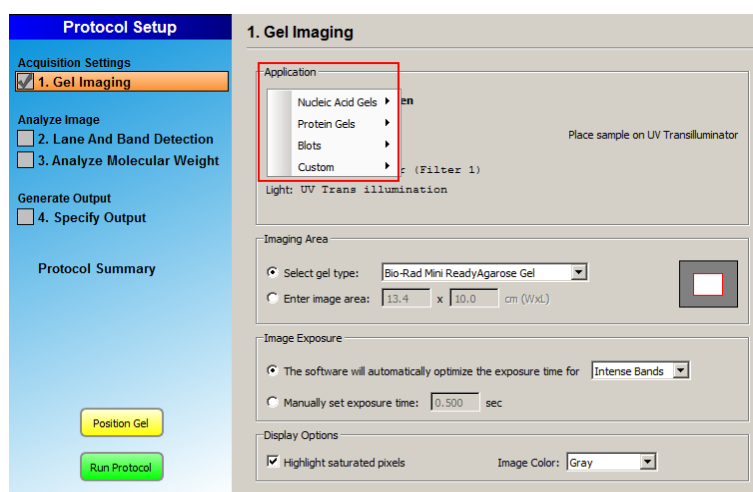 Protocol Setup
Acquisition Settings
1. Gel Imaging
Analyze Image
2. Lane And Band Detection
3. Analyze Molecular Weight
Generate Output
4. Specify Output
Protocol Summary
Position Gel
Run Protocol
1. Gel Imaging
Application
Nucleic Acid Gels
Protein Gels
Blots
Custom
Place sample on UV Transilluminator
(Filter 1)
Light: UV Trans illumination
Imaging Area
Select gel type: Bio-Rad Mini ReadyAgarose Gel
Enter image area: 13.4 x 10.0 cm (WxL)
Image Exposure
The software will automatically optimize the exposure time for Intense Bands
Manually set exposure time: 0.500 sec
Display Options
Highlight saturated pixels Image Color: Gray